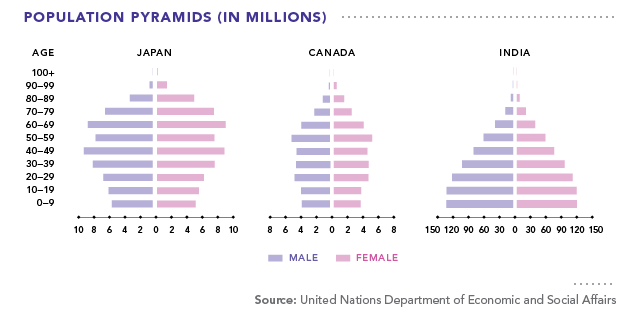 POPULATION PYRAMIDS (IN MILLIONS)
AGE JAPAN CANADA INDIA
100+
90–99
80–89
70–79
60–69
50–59
40–49
30–39
20–29
10–19
0–9
10 8 6 4 2 0 2 4 6 8 10 8 6 4 2 0 2 4 6 8 150 120 90 60 30 0 30 60 90 120 150
MALE FEMALE
Source: United Nations Department of Economic and Social Affairs